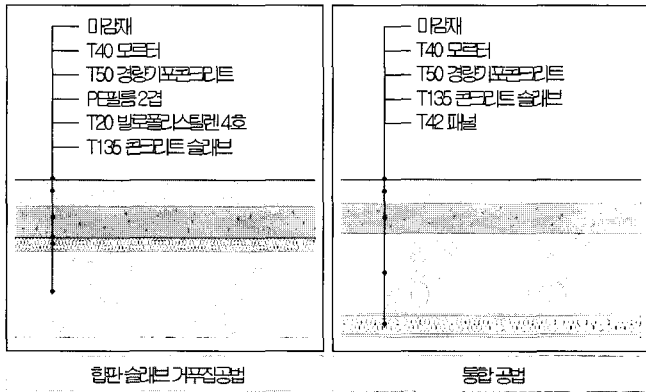 마감재
T40 모르터
T50 경량기포콘크리트
PE필름 2겹
T20 발포폴리스틸렌 4호
T135 콘크리트 슬래브
합판 슬래브 거푸집공법
마감재
T40 모르터
T50 경량기포콘크리트
T135 콘크리트 슬래브
T42 패널
통합 공법